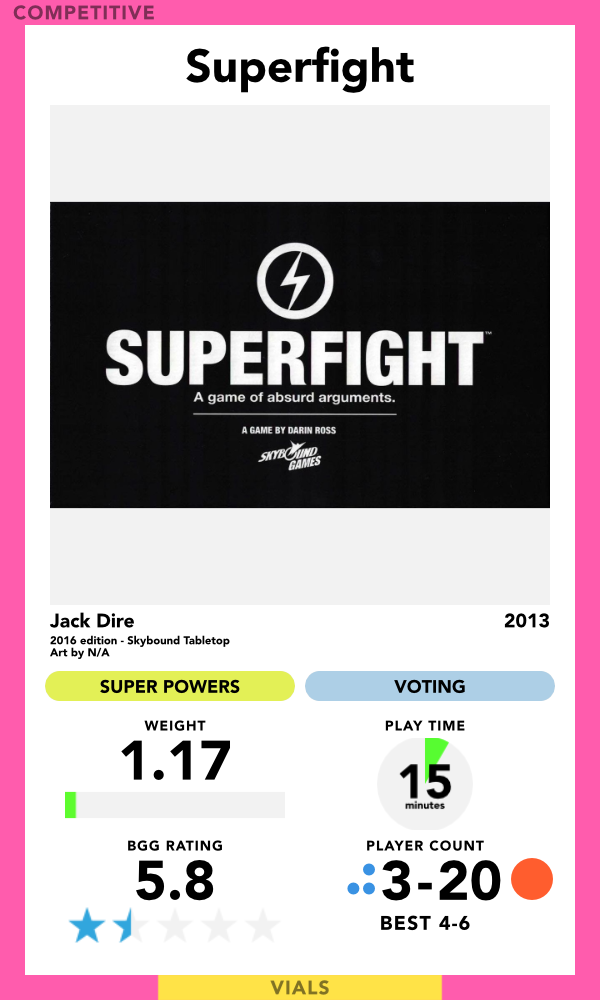 COMPETITIVE
Superfight
SUPERFIGHT™
A game of absurd arguments.
A GAME BY DARIN ROSS
SKYBOUND
GAMES
Jack Dire
2013
2016 edition - Skybound Tabletop
Art by N/A
SUPER POWERS
VOTING
WEIGHT
1.17
PLAY TIME
15
minutes
BGG RATING
5.8
PLAYER COUNT
3-20
BEST 4-6
VIALS